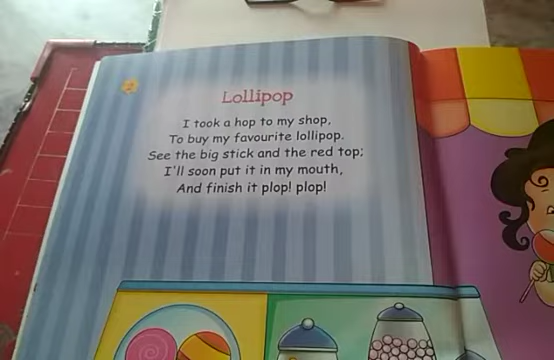 Lollipop
I took a hop to my shop,
To buy my favourite lollipop.
See the big stick and the red top;
I'll soon put it in my mouth,
And finish it plop! plop!